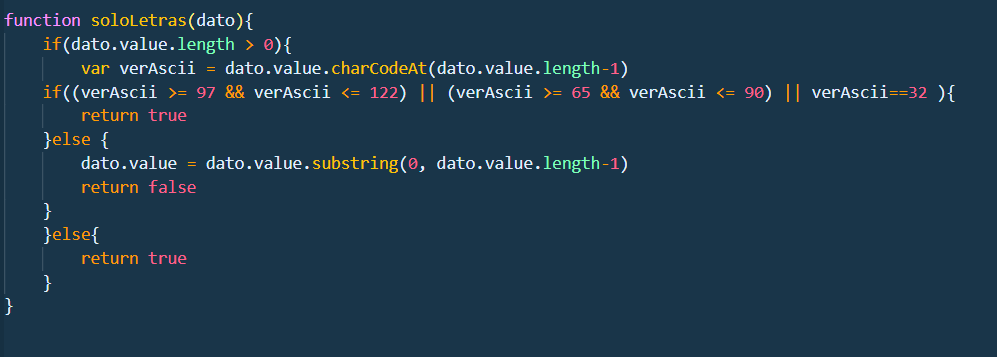 function soloLetras(dato){
    if(dato.value.length > 0){
        var verAscii = dato.value.charCodeAt(dato.value.length-1)
    if((verAscii >= 97 && verAscii <= 122) || (verAscii >= 65 && verAscii <= 90) || verAscii==32 ){
        return true
    }else {
        dato.value = dato.value.substring(0, dato.value.length-1)
        return false
    }
    }else{
        return true
    }
}